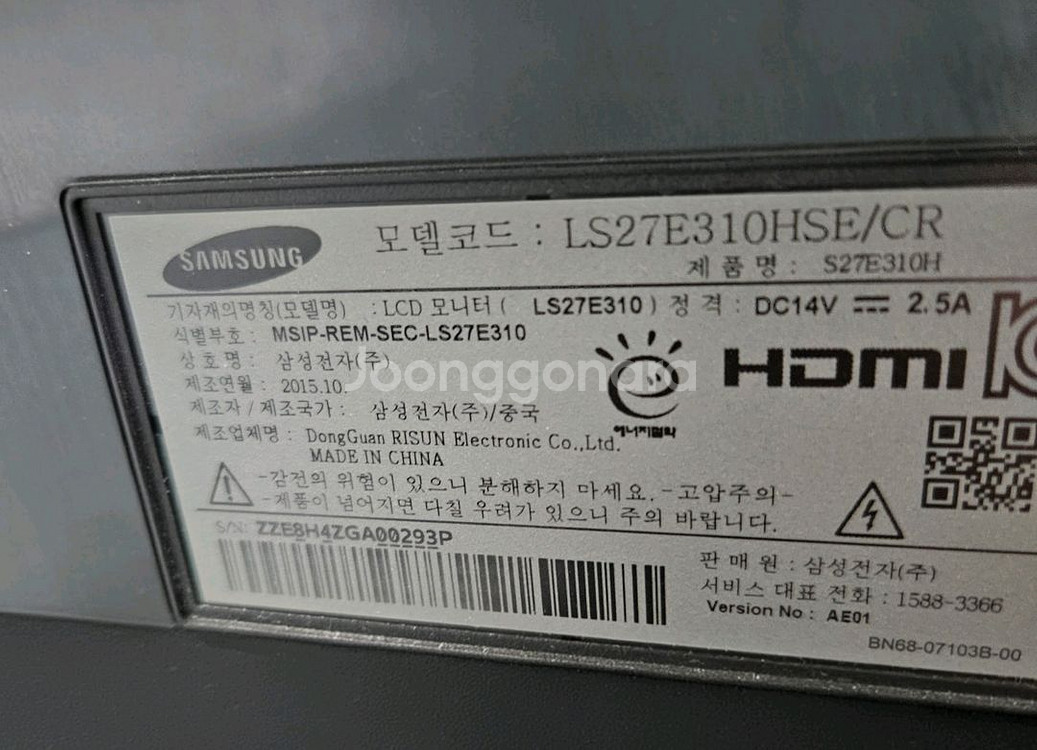 SAMSUNG
모델코드 : LS27E310HSE/CR
제 품 명 : S27E310H
기자재의명칭(모델명) : LCD 모니터 ( LS27E310 ) 정 격 : DC14V 2.5A
식별부호 : MSIP-REM-SEC-LS27E310
상 호 명 : 삼성전자(주)
제조연월 : 2015.10.
제조자 / 제조국가 : 삼성전자(주)/중국
제조업체명 : DongGuan RISUN Electronic Co.,Ltd.
MADE IN CHINA
Joonggonara
HDMI
에너지절약
-감전의 위험이 있으니 분해하지 마세요. -고압주의-
-제품이 넘어지면 다칠 우려가 있으니 주의 바랍니다.
S/N: ZZE8H4ZGA00293P
판 매 원 : 삼성전자(주)
서비스 대표 전화 : 1588-3366
Version No : AE01
BN68-07103B-00